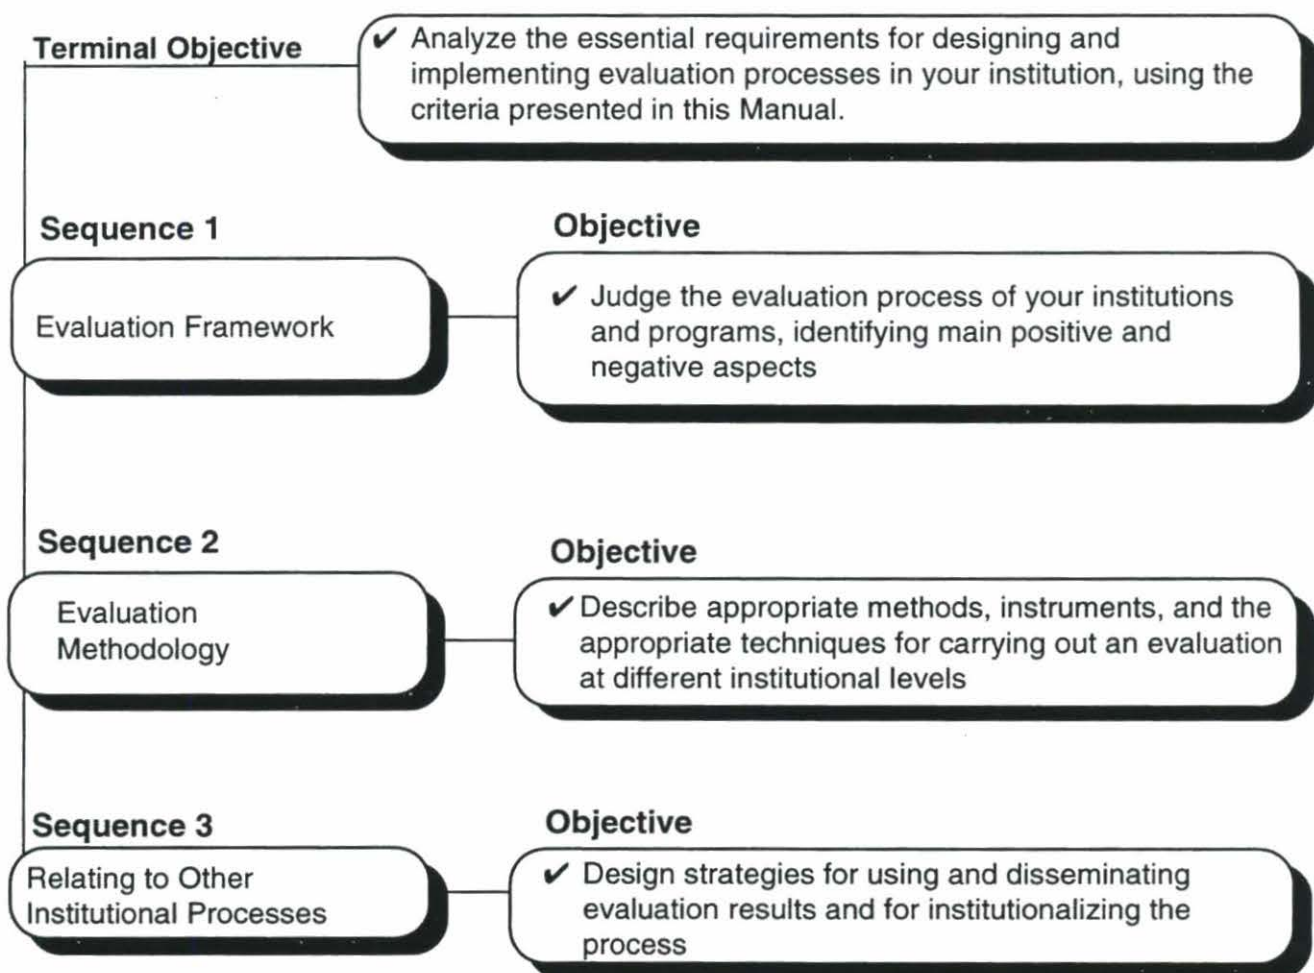 Terminal Objective
✔ Analyze the essential requirements for designing and
implementing evaluation processes in your institution, using the
criteria presented in this Manual.
Sequence 1
Objective
Evaluation Framework
✔ Judge the evaluation process of your institutions
and programs, identifying main positive and
negative aspects
Sequence 2
Objective
Evaluation
Methodology
✔ Describe appropriate methods, instruments, and the
appropriate techniques for carrying out an evaluation
at different institutional levels
Sequence 3
Objective
Relating to Other
Institutional Processes
✔ Design strategies for using and disseminating
evaluation results and for institutionalizing the
process